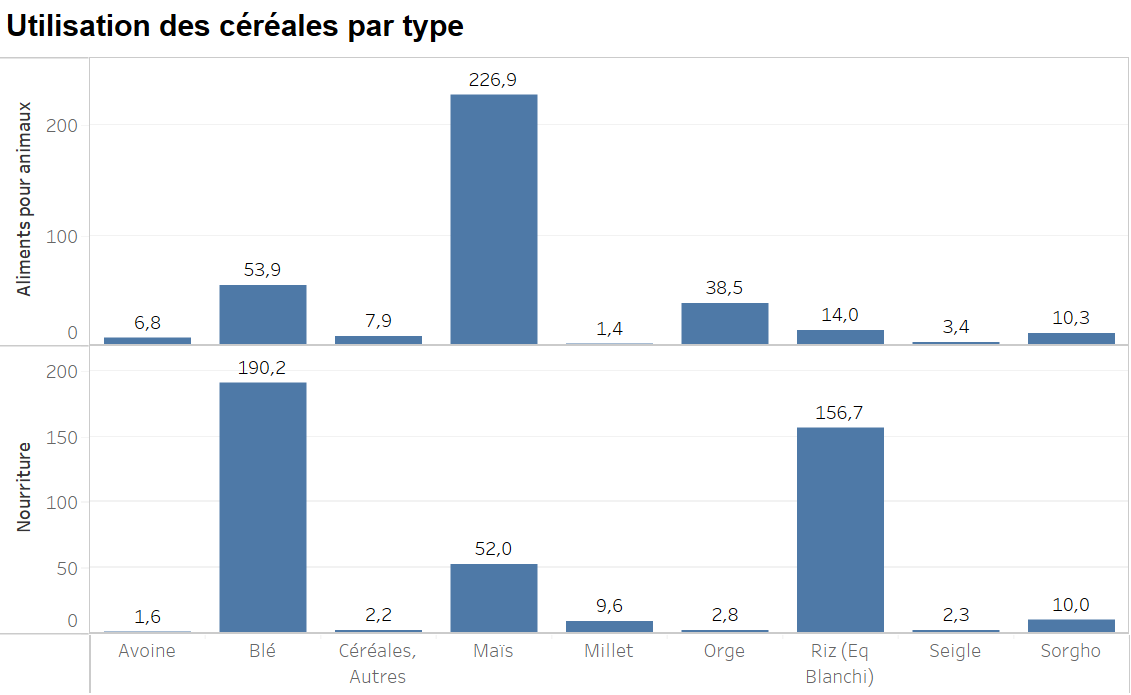 Utilisation des céréales par type
Aliments pour animaux
200
100
0
6,8
53,9
7,9
226,9
1,4
38,5
14,0
3,4
10,3
Nourriture
200
150
100
50
0
1,6
190,2
2,2
52,0
9,6
2,8
156,7
2,3
10,0
Avoine
Blé
Céréales,
Autres
Maïs
Millet
Orge
Riz (Eq
Blanchi)
Seigle
Sorgho